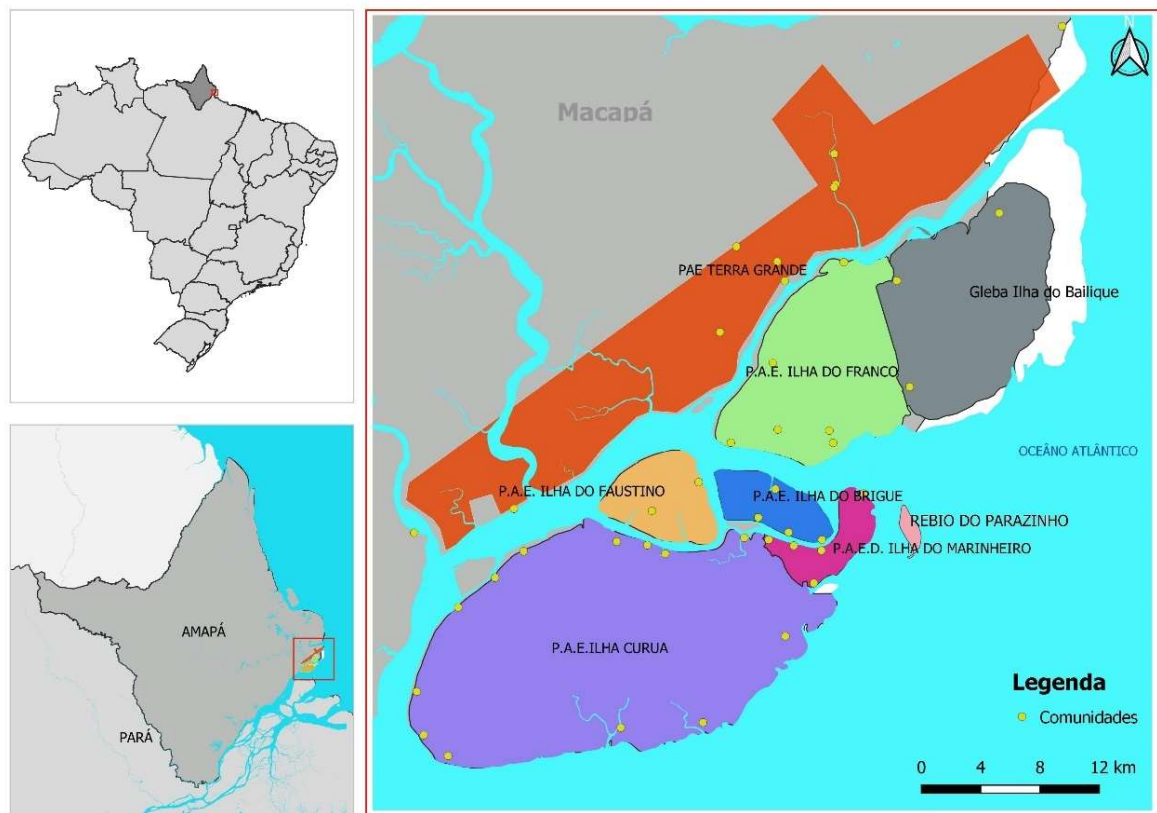 N
Macapá
PAE TERRA GRANDE
Gleba Ilha do Bailique
P.A.E. ILHA DO FRANCO
OCEÂNO ATLÂNTICO
P.A.E. ILHA DO FAUSTINO
P.A.E. ILHA DO BRIGUE
REBIO DO PARAZINHO
P.A.E.D. ILHA DO MARINHEIRO
P.A.E.ILHA CURUA
AMAPÁ
PARÁ
Legenda
Comunidades
0 4 8 12 km